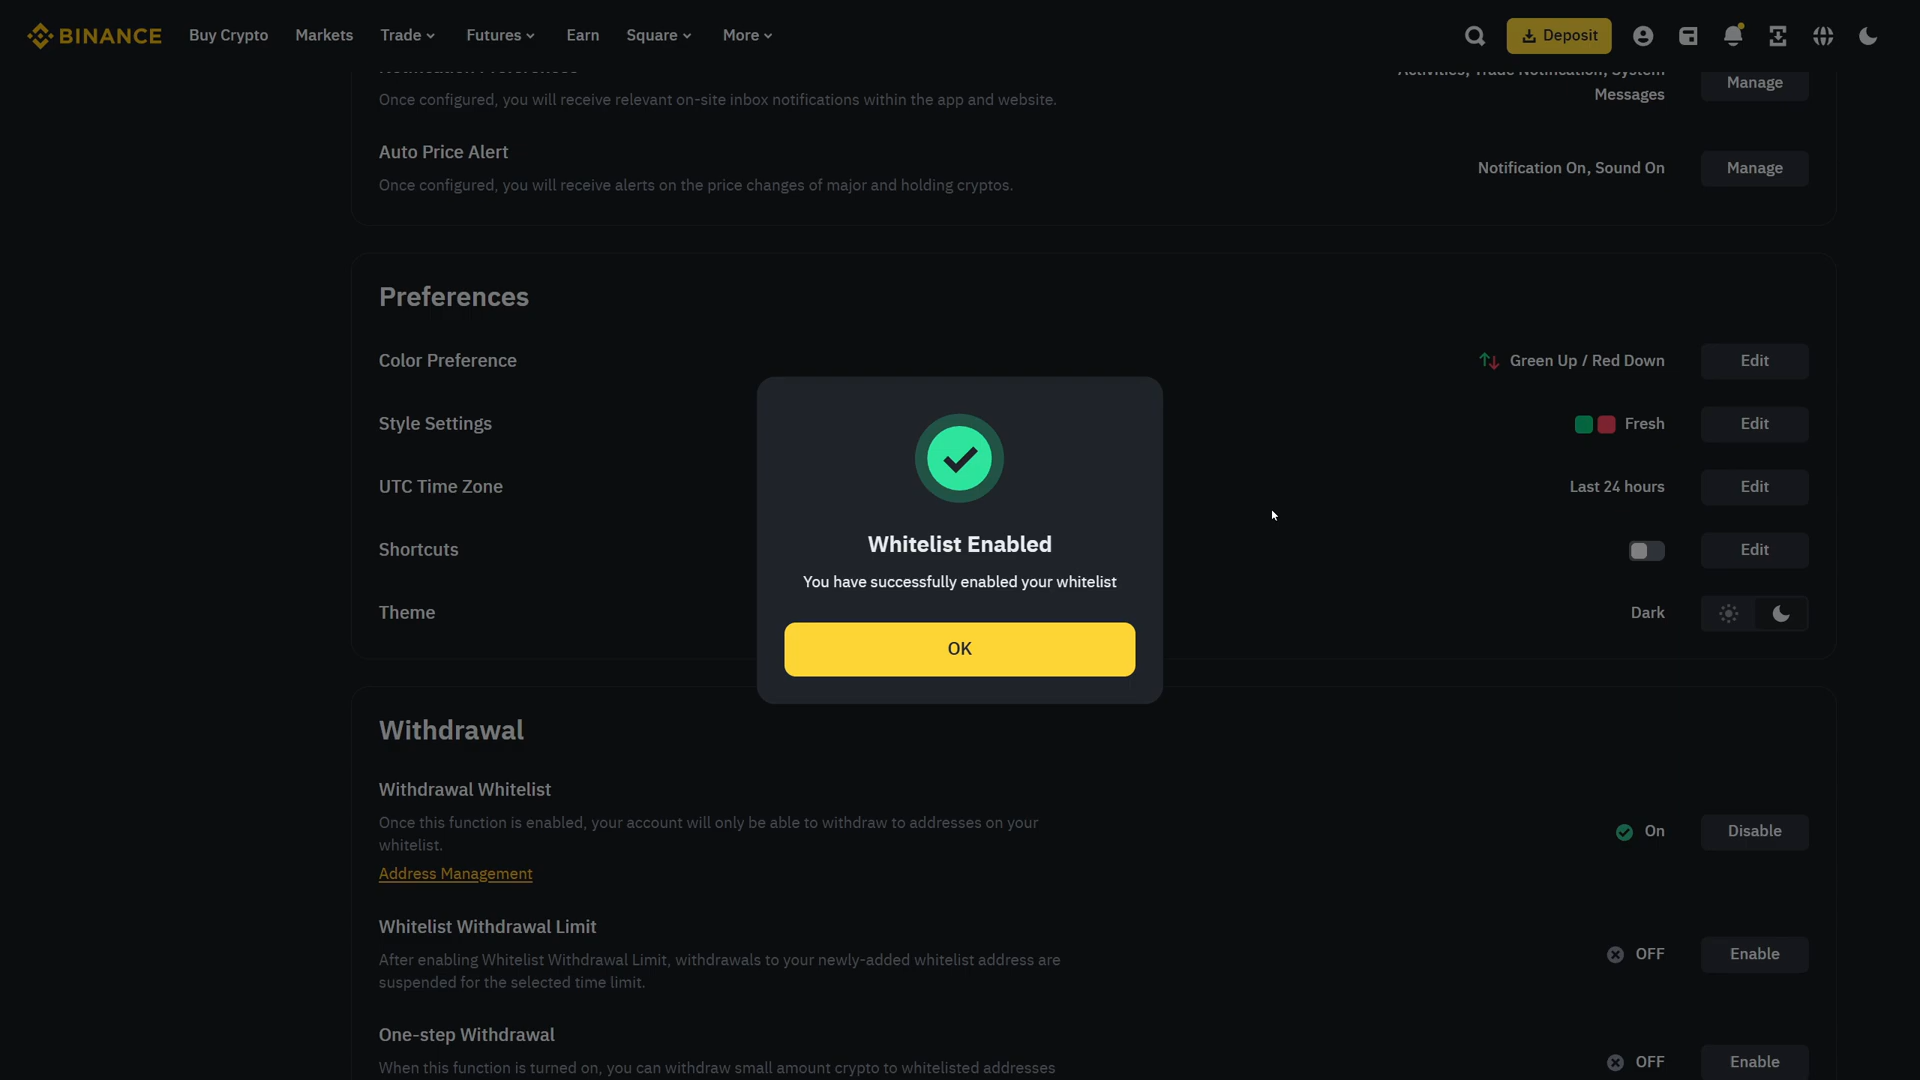 BINANCE
Buy Crypto
Markets
Trade
Futures
Earn
Square
More
Deposit
Messages
Manage
Once configured, you will receive relevant on-site inbox notifications within the app and website.
Auto Price Alert
Once configured, you will receive alerts on the price changes of major and holding cryptos.
Notification On, Sound On
Manage
Preferences
Color Preference
Green Up / Red Down
Edit
Style Settings
Fresh
Edit
UTC Time Zone
Last 24 hours
Edit
Shortcuts
Edit
Theme
Dark
Whitelist Enabled
You have successfully enabled your whitelist
OK
Withdrawal
Withdrawal Whitelist
Once this function is enabled, your account will only be able to withdraw to addresses on your
whitelist.
Address Management
On
Disable
Whitelist Withdrawal Limit
After enabling Whitelist Withdrawal Limit, withdrawals to your newly-added whitelist address are
suspended for the selected time limit.
OFF
Enable
One-step Withdrawal
When this function is turned on, you can withdraw small amount crypto to whitelisted addresses
OFF
Enable